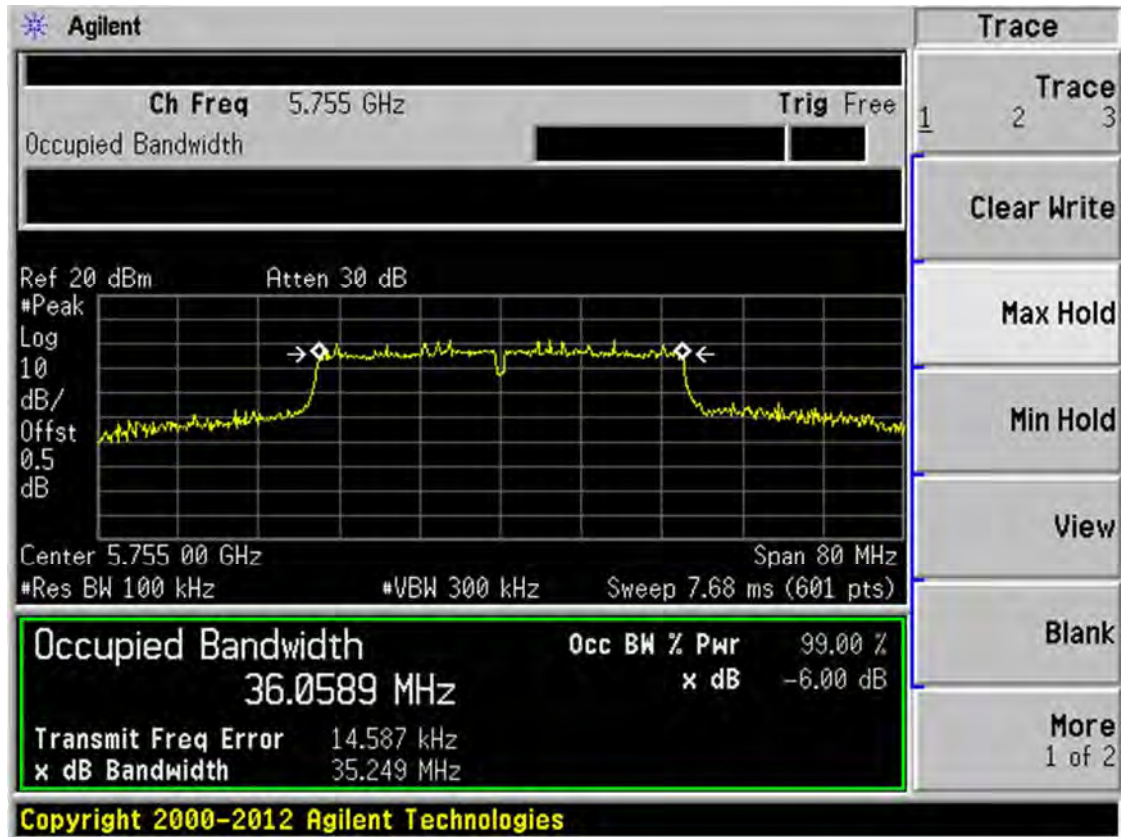 Agilent
Trace
Ch Freq 5.755 GHz Trig Free
Occupied Bandwidth
Trace
1 2 3
Clear Write
Max Hold
Min Hold
View
Blank
More
1 of 2
Ref 20 dBm Atten 30 dB
#Peak
Log
10
dB/
Offst
0.5
dB
Center 5.755 00 GHz Span 80 MHz
#Res BW 100 kHz #VBW 300 kHz Sweep 7.68 ms (601 pts)
Occupied Bandwidth Occ BW % Pwr 99.00 %
36.0589 MHz x dB -6.00 dB
Transmit Freq Error 14.587 kHz
x dB Bandwidth 35.249 MHz
Copyright 2000-2012 Agilent Technologies